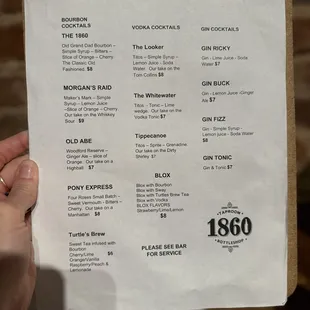 BOURBON
COCKTAILS
THE 1860
Old Grand Dad Bourbon –
Simple Syrup – Bitters –
Slice of Orange – Cherry
The Classic Old
Fashioned $8
MORGAN'S RAID
Maker's Mark – Simple
Syrup – Lemon Juice
–Slice of Orange – Cherry
Our take on the Whiskey
Sour $9
OLD ABE
Woodford Reserve –
Ginger Ale – slice of
Orange Our take on a
Highball $7
PONY EXPRESS
Four Roses Small Batch –
Sweet Vermouth – Bitters –
Cherry. Our take on a
Manhattan $8
Turtle's Brew
Sweet Tea infused with
Bourbon
Cherry/Lime $6
Orange/Vanilla
Raspberry/Peach &
Lemonade
VODKA COCKTAILS
The Looker
Titos – Simple Syrup –
Lemon Juice - Soda
Water Our take on the
Tom Collins $8
The Whitewater
Titos - Tonic – Lime
wedge. Our take on the
Vodka Tonic $7
Tippecanoe
Titos – Sprite – Grenadine
Our take on the Dirty
Shirley $7
BLOX
Blox with Bourbon
Blox with Sway
Blox with Turtles Brew Tea
Blox with Vodka
BLOX FLAVORS
Strawberry/Lime/Lemon
$8
PLEASE SEE BAR
FOR SERVICE
GIN COCKTAILS
GIN RICKY
Gin - Lime Juice - Soda
Water $7
GIN BUCK
Gin - Lemon Juice -Ginger
Ale $7
GIN FIZZ
Gin - Simple Syrup -
Lemon juice - Soda Water
$8
GIN TONIC
Gin & Tonic $7
TAPROOM
1860
BOTTLESHOP